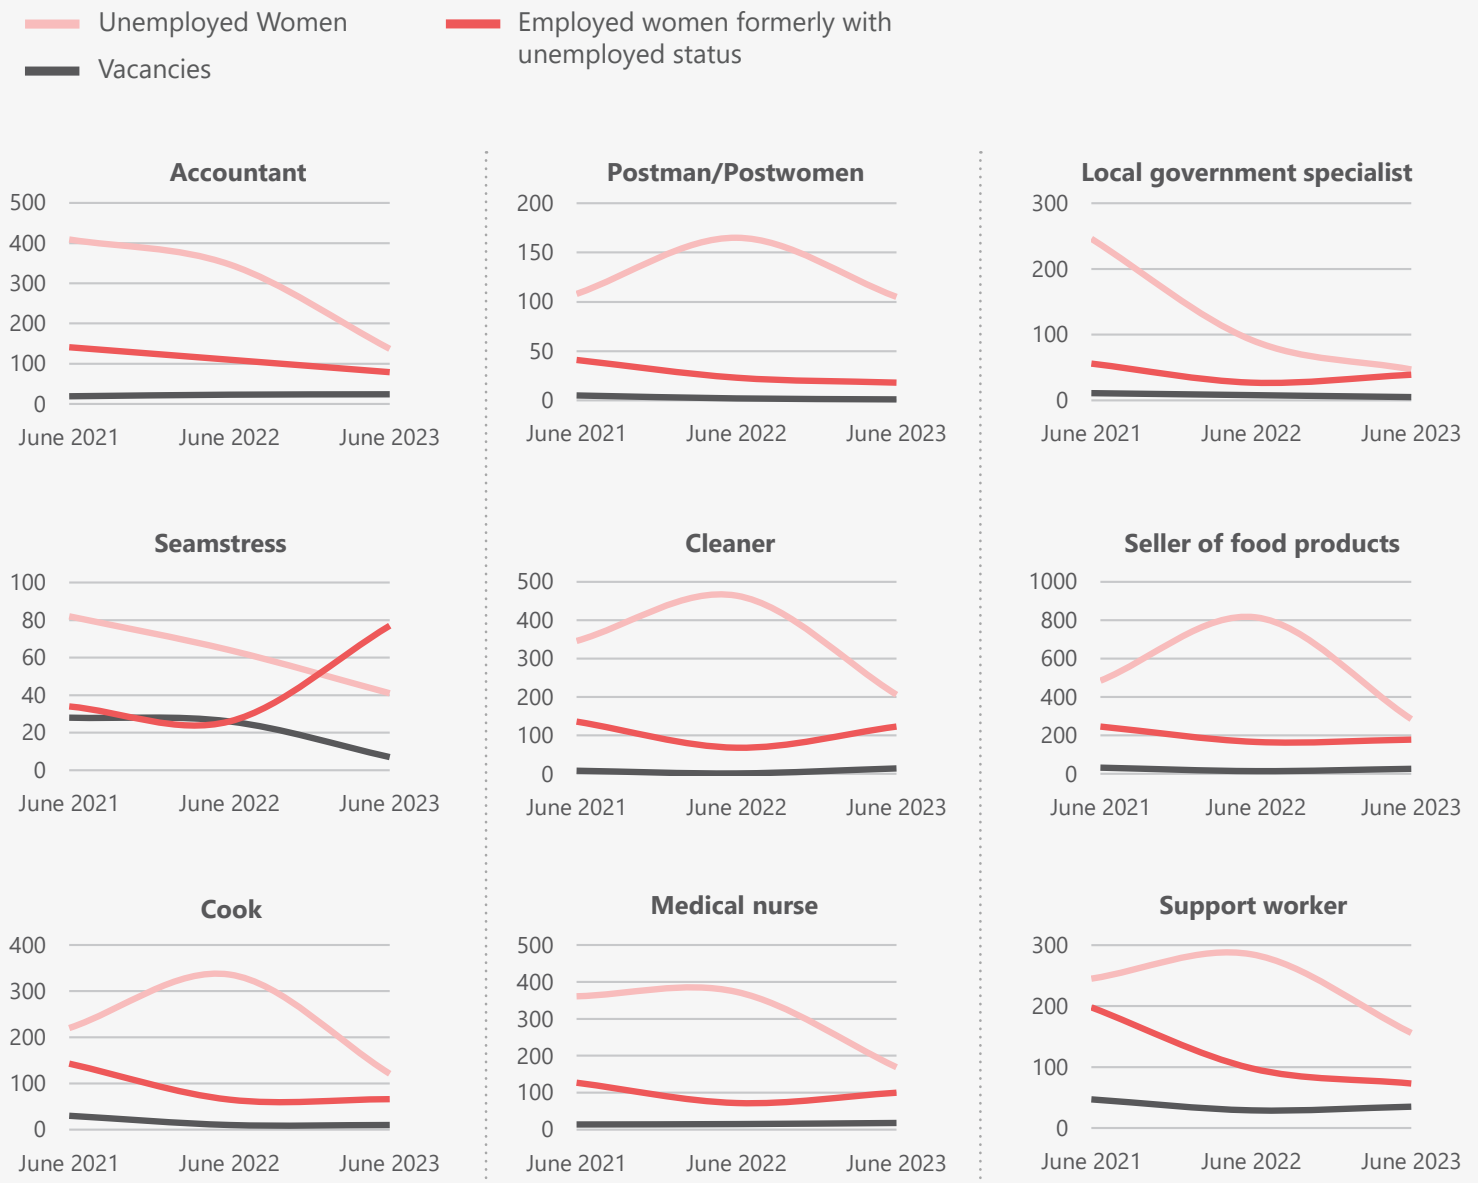 Unemployed Women
Employed women formerly with
unemployed status
Vacancies
Accountant
500
400
300
200
100
0
June 2021 June 2022 June 2023
Postman/Postwomen
200
150
100
50
0
June 2021 June 2022 June 2023
Local government specialist
300
200
100
0
June 2021 June 2022 June 2023
Seamstress
100
80
60
40
20
0
June 2021 June 2022 June 2023
Cleaner
500
400
300
200
100
0
June 2021 June 2022 June 2023
Seller of food products
1000
800
600
400
200
0
June 2021 June 2022 June 2023
Cook
400
300
200
100
0
June 2021 June 2022 June 2023
Medical nurse
500
400
300
200
100
0
June 2021 June 2022 June 2023
Support worker
300
200
100
0
June 2021 June 2022 June 2023